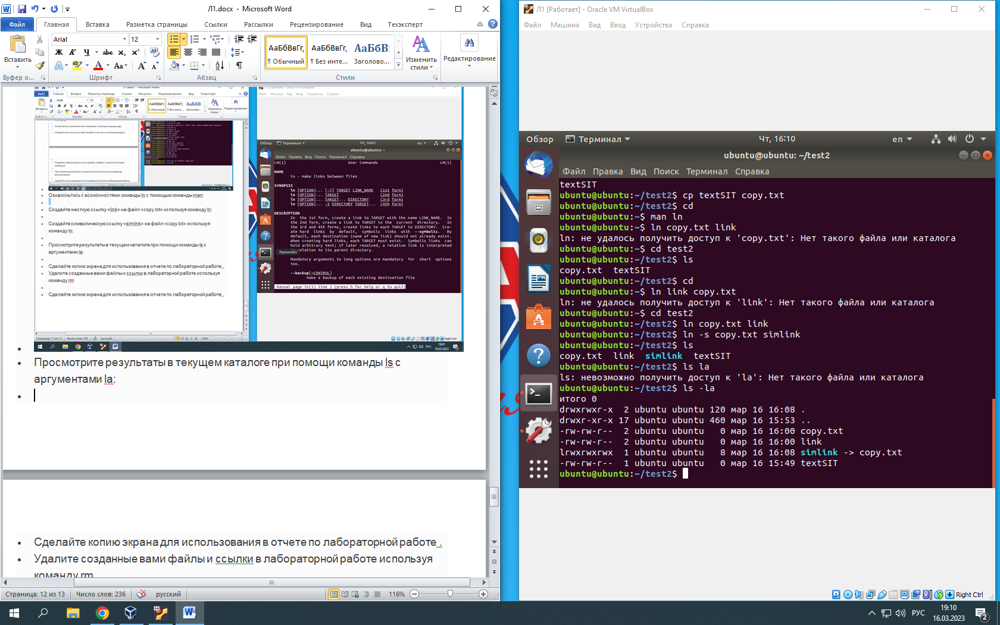 Л1.docx - Microsoft Word
Файл Главная Вставка Разметка страницы Ссылки Рассылки Рецензирование Вид Техэксперт
Вставить
Arial 12
АаБбВвГг, АаБбВвГг, АаБбВ
¶ Обычный ¶ Без инте... Заголово...
Изменить стили
Редактирование
Буфер о... Шрифт Абзац Стили
Ознакомьтесь с возможностями команды ln с помощью команды man:
Создайте жесткую ссылку «link» на файл «copy.txt» используя команду ln:
Создайте символическую ссылку «simlink» на файл «copy.txt» используя
команду ln:
Просмотрите результаты в текущем каталоге при помощи команды ls с
аргументами la:
Сделайте копию экрана для использования в отчете по лабораторной работе .
Удалите созданные вами файлы и ссылки в лабораторной работе используя
команду rm
Сделайте копию экрана для использования в отчете по лабораторной работе .
Обзор Терминал Чт, 16:01 en
ubuntu@ubuntu: ~
Файл Правка Вид Поиск Терминал Справка
LN(1) User Commands LN(1)
NAME
ln - make links between files
SYNOPSIS
ln [OPTION]... [-T] TARGET LINK_NAME (1st form)
ln [OPTION]... TARGET (2nd form)
ln [OPTION]... TARGET... DIRECTORY (3rd form)
ln [OPTION]... -t DIRECTORY TARGET... (4th form)
DESCRIPTION
In the 1st form, create a link to TARGET with the name LINK_NAME. In
the 2nd form, create a link to TARGET in the current directory. In
the 3rd and 4th forms, create links to each TARGET in DIRECTORY. Cre-
ate hard links by default, symbolic links with --symbolic. By
default, each destination (name of new link) should not already exist.
When creating hard links, each TARGET must exist. Symbolic links can
hold arbitrary text; if later resolved, a relative link is interpreted
relation to its parent directory.
Терминал
Mandatory arguments to long options are mandatory for short options
too.
--backup[=CONTROL]
make a backup of each existing destination file
Manual page ln(1) line 1 (press h for help or q to quit)
Страница: 11 из 11 Число слов: 235 русский 116%
Right Ctrl
19:01
16.03.2023
Просмотрите результаты в текущем каталоге при помощи команды ls с
аргументами la:
Сделайте копию экрана для использования в отчете по лабораторной работе .
Удалите созданные вами файлы и ссылки в лабораторной работе используя
команду rm
Страница: 12 из 13 Число слов: 236 русский 116%
Л1 [Работает] - Oracle VM VirtualBox
Файл Машина Вид Ввод Устройства Справка
Обзор Терминал Чт, 16:10 en
ubuntu@ubuntu: ~/test2
Файл Правка Вид Поиск Терминал Справка
textSIT
ubuntu@ubuntu:~/test2$ cp textSIT copy.txt
ubuntu@ubuntu:~/test2$ cd
ubuntu@ubuntu:~$ man ln
ubuntu@ubuntu:~$ ln copy.txt link
ln: не удалось получить доступ к 'copy.txt': Нет такого файла или каталога
ubuntu@ubuntu:~$ cd test2
ubuntu@ubuntu:~/test2$ ls
copy.txt textSIT
ubuntu@ubuntu:~/test2$ cd
ubuntu@ubuntu:~$ ln link copy.txt
ln: не удалось получить доступ к 'link': Нет такого файла или каталога
ubuntu@ubuntu:~$ cd test2
ubuntu@ubuntu:~/test2$ ln copy.txt link
ubuntu@ubuntu:~/test2$ ln -s copy.txt simlink
ubuntu@ubuntu:~/test2$ ls
copy.txt link simlink textSIT
ubuntu@ubuntu:~/test2$ ls la
ls: невозможно получить доступ к 'la': Нет такого файла или каталога
ubuntu@ubuntu:~/test2$ ls -la
итого 0
drwxrwxr-x 2 ubuntu ubuntu 120 мар 16 16:08 .
drwxr-xr-x 17 ubuntu ubuntu 460 мар 16 15:53 ..
-rw-rw-r-- 2 ubuntu ubuntu 0 мар 16 16:00 copy.txt
-rw-rw-r-- 2 ubuntu ubuntu 0 мар 16 16:00 link
lrwxrwxrwx 1 ubuntu ubuntu 8 мар 16 16:08 simlink -> copy.txt
-rw-rw-r-- 1 ubuntu ubuntu 0 мар 16 15:49 textSIT
ubuntu@ubuntu:~/test2$
Right Ctrl
РУС
19:10
16.03.2023
2